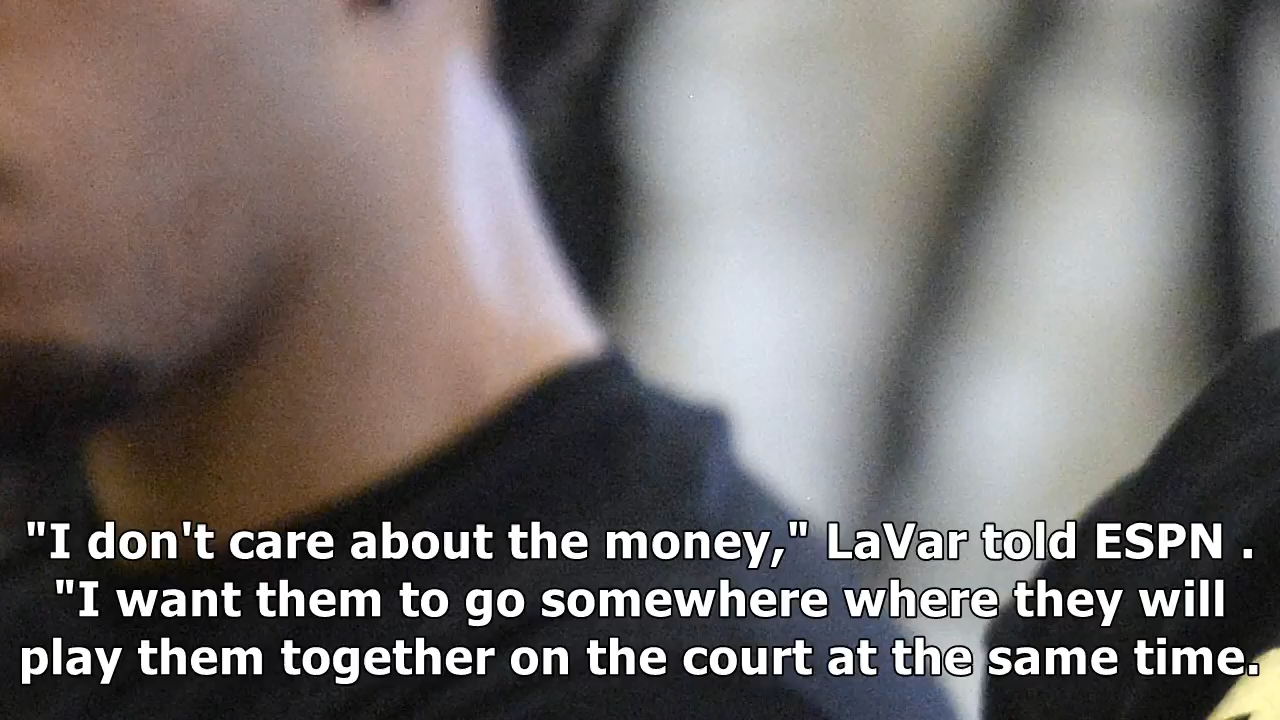 "I don't care about the money," LaVar told ESPN .
"I want them to go somewhere where they will
play them together on the court at the same time.